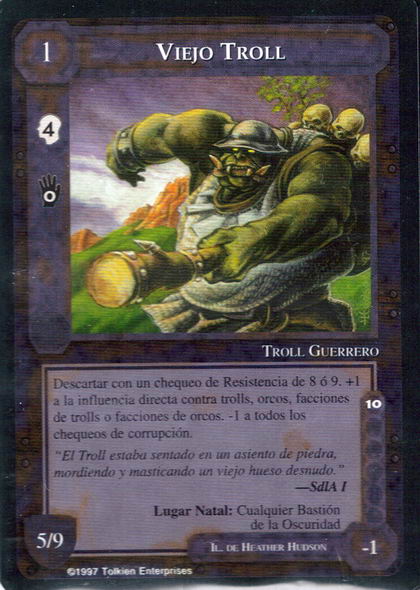 1
VIEJO TROLL
4
0
TROLL GUERRERO
Descartar con un chequeo de Resistencia de 8 ó 9. +1
a la influencia directa contra trolls, orcos, facciones
de trolls o facciones de orcos. -1 a todos los
chequeos de corrupción.
10
"El Troll estaba sentado en un asiento de piedra,
mordiendo y masticando un viejo hueso desnudo."
—SdlA I
Lugar Natal: Cualquier Bastión
de la Oscuridad
5/9
IL. DE HEATHER HUDSON
-1
©1997 Tolkien Enterprises